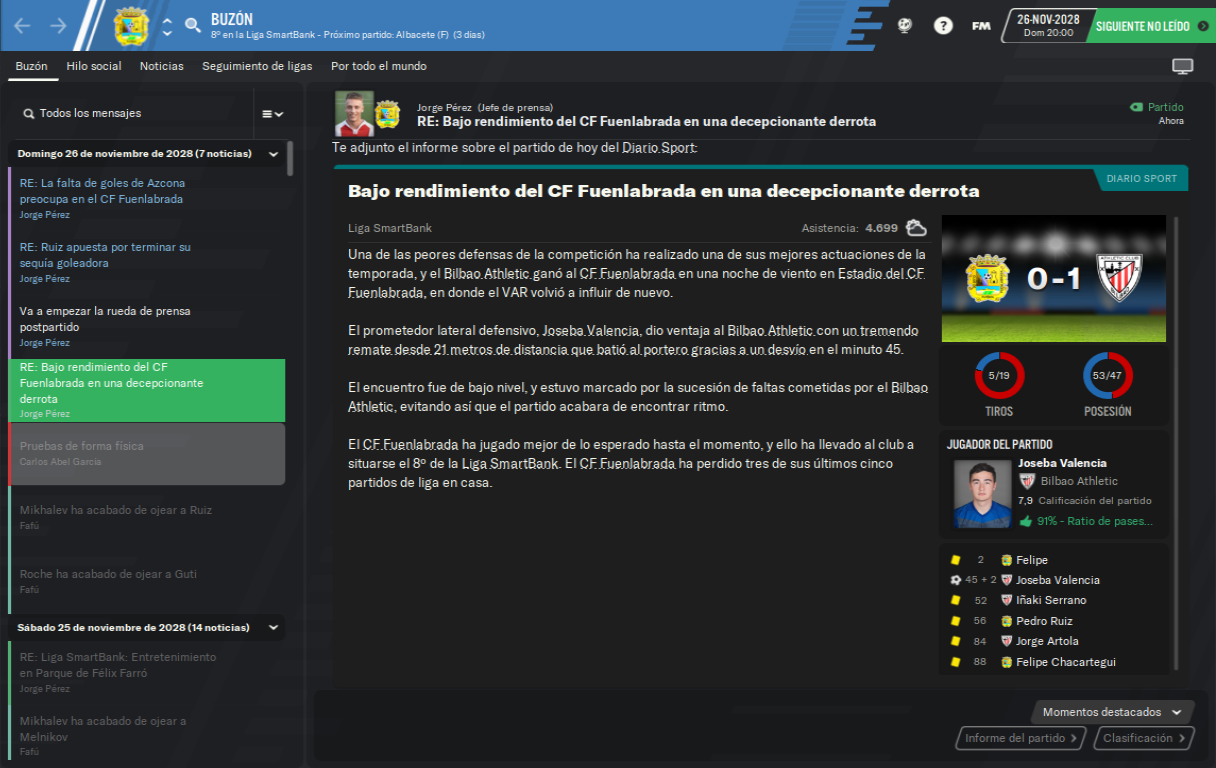 BUZÓN
8º en la Liga SmartBank - Próximo partido: Albacete (F) (3 días)
?
FM
26-NOV-2028
Dom 20:00
SIGUIENTE NO LEÍDO
Buzón Hilo social Noticias Seguimiento de ligas Por todo el mundo
Todos los mensajes
Domingo 26 de noviembre de 2028 (7 noticias)
RE: La falta de goles de Azcona
preocupa en el CF Fuenlabrada
Jorge Pérez
RE: Ruiz apuesta por terminar su
sequía goleadora
Jorge Pérez
Va a empezar la rueda de prensa
postpartido
Jorge Pérez
RE: Bajo rendimiento del CF
Fuenlabrada en una decepcionante
derrota
Jorge Pérez
Pruebas de forma física
Carlos Abel García
Mikhalev ha acabado de ojear a Ruiz
Fafú
Roche ha acabado de ojear a Guti
Fafú
Sábado 25 de noviembre de 2028 (14 noticias)
RE: Liga SmartBank: Entretenimiento
en Parque de Félix Farró
Jorge Pérez
Mikhalev ha acabado de ojear a
Melnikov
Fafú
Jorge Pérez (Jefe de prensa)
RE: Bajo rendimiento del CF Fuenlabrada en una decepcionante derrota
Partido
Ahora
Te adjunto el informe sobre el partido de hoy del Diario Sport:
DIARIO SPORT
Bajo rendimiento del CF Fuenlabrada en una decepcionante derrota
Liga SmartBank
Asistencia: 4.699
Una de las peores defensas de la competición ha realizado una de sus mejores actuaciones de la
temporada, y el Bilbao Athletic ganó al CF Fuenlabrada en una noche de viento en Estadio del CF
Fuenlabrada, en donde el VAR volvió a influir de nuevo.
El prometedor lateral defensivo, Joseba Valencia, dio ventaja al Bilbao Athletic con un tremendo
remate desde 21 metros de distancia que batió al portero gracias a un desvío en el minuto 45.
El encuentro fue de bajo nivel, y estuvo marcado por la sucesión de faltas cometidas por el Bilbao
Athletic, evitando así que el partido acabara de encontrar ritmo.
El CF Fuenlabrada ha jugado mejor de lo esperado hasta el momento, y ello ha llevado al club a
situarse el 8º de la Liga SmartBank. El CF Fuenlabrada ha perdido tres de sus últimos cinco
partidos de liga en casa.
0 - 1
ATHLETIC CLUB
5/19
53/47
TIROS
POSESIÓN
JUGADOR DEL PARTIDO
Joseba Valencia
Bilbao Athletic
7,9 Calificación del partido
91% - Ratio de pases...
2 Felipe
45 + 2 Joseba Valencia
52 Iñaki Serrano
56 Pedro Ruiz
84 Jorge Artola
88 Felipe Chacartegui
Momentos destacados
Informe del partido
Clasificación